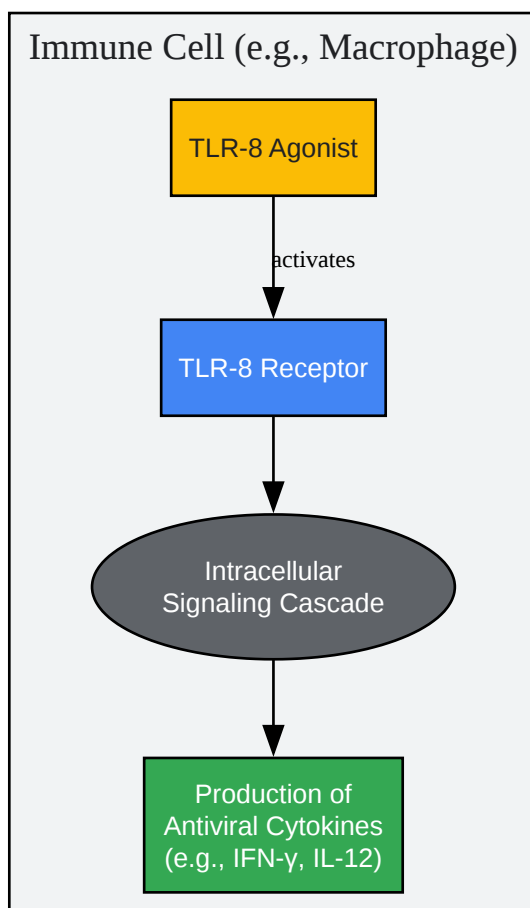 Immune Cell (e.g., Macrophage)
TLR-8 Agonist
activates
TLR-8 Receptor
Intracellular
Signaling Cascade
Production of
Antiviral Cytokines
(e.g., IFN-γ, IL-12)